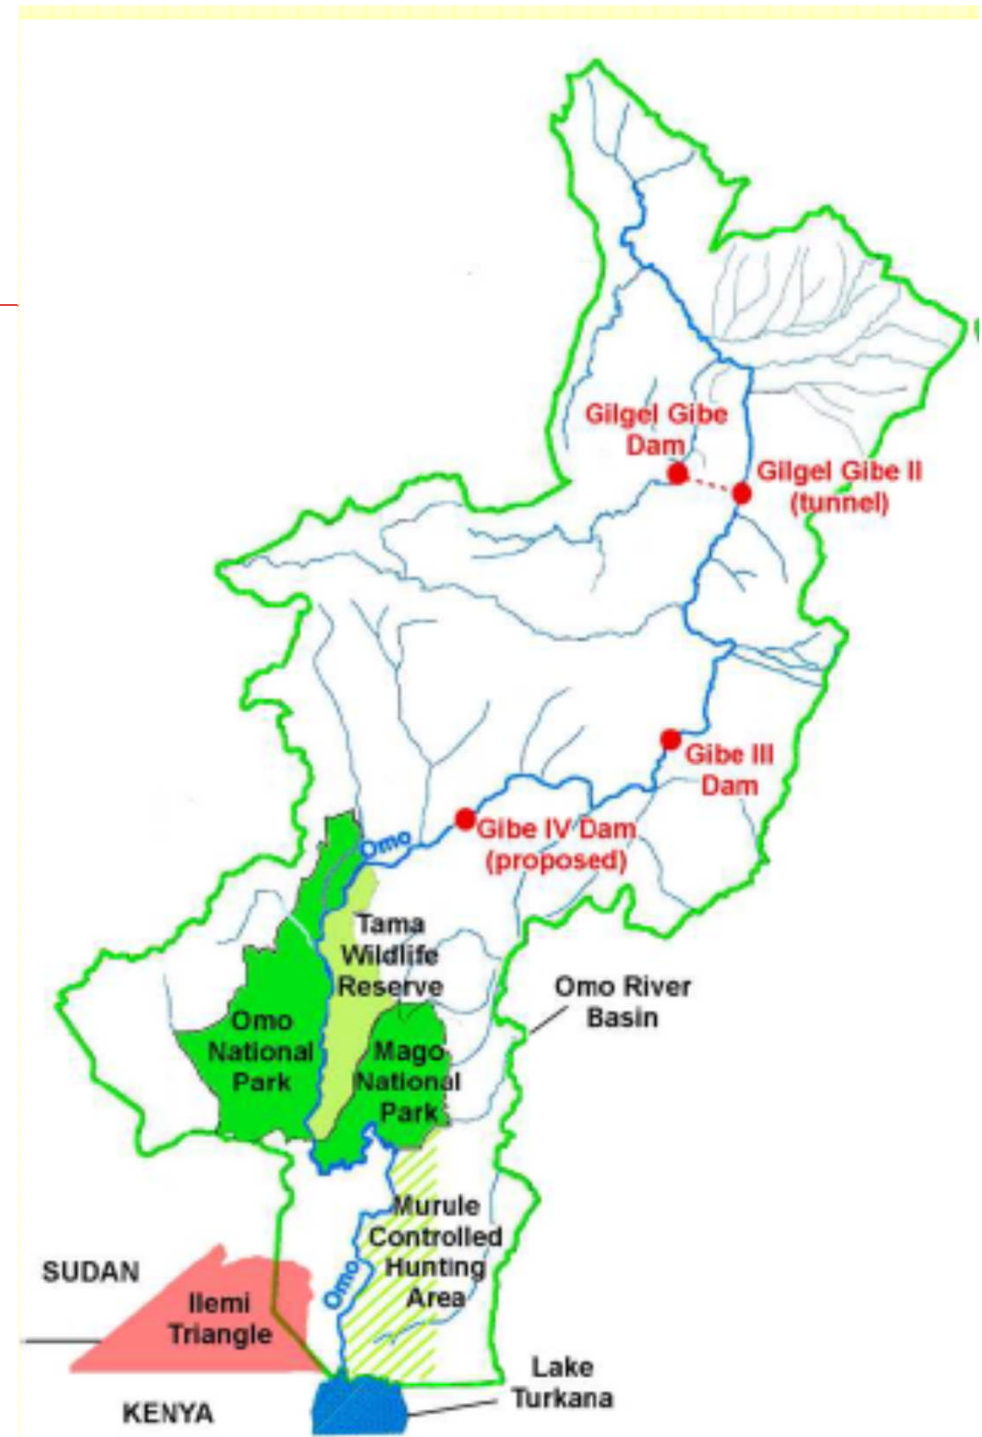 Gilgel Gibe
Dam
Gilgel Gibe II
(tunnel)
Gibe III
Dam
Omo
Gibe IV Dam
(proposed)
Tama
Wildlife
Reserve
Omo River
Basin
Omo
National
Park
Mago
National
Park
Murule
Controlled
Hunting
Area
SUDAN
Omo
Ilemi
Triangle
Lake
Turkana
KENYA